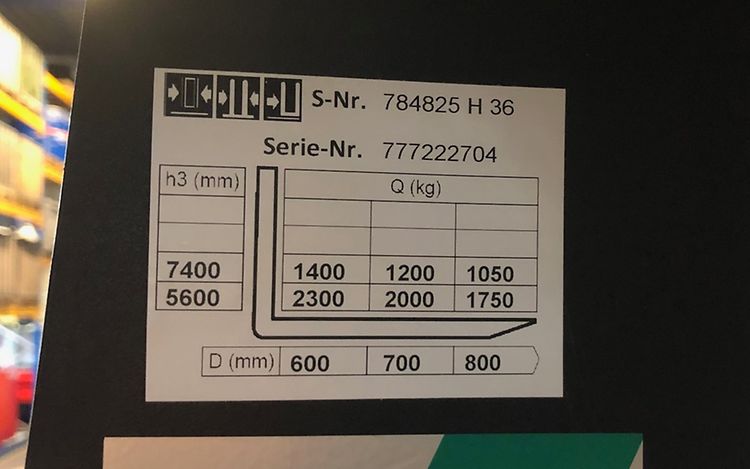 S-Nr. 784825 H 36
Serie-Nr. 777222704
h3 (mm) Q (kg)
7400 1400 1200 1050
5600 2300 2000 1750
D (mm) 600 700 800